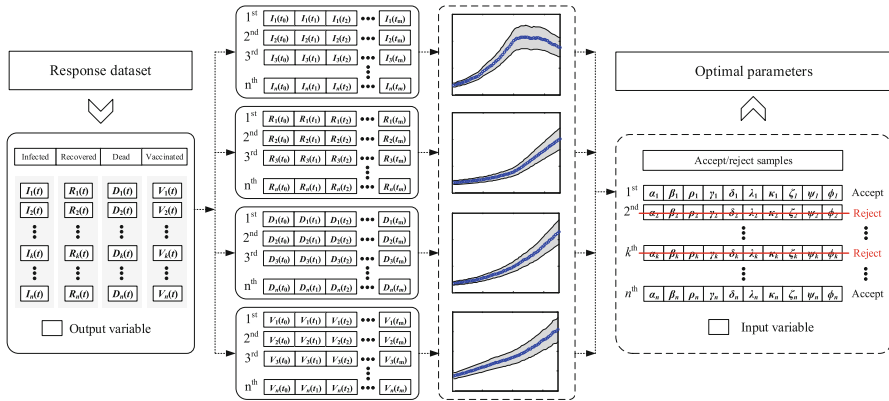 Response dataset
Infected Recovered Dead Vaccinated
I₁(t) R₁(t) D₁(t) V₁(t)
I₂(t) R₂(t) D₂(t) V₂(t)
Iₖ(t) Rₖ(t) Dₖ(t) Vₖ(t)
Iₙ(t) Rₙ(t) Dₙ(t) Vₙ(t)
Output variable
1st I₁(t₀) I₁(t₁) I₁(t₂) I₁(tₘ)
2nd I₂(t₀) I₂(t₁) I₂(t₂) I₂(tₘ)
3rd I₃(t₀) I₃(t₁) I₃(t₂) I₃(tₘ)
nth Iₙ(t₀) Iₙ(t₁) Iₙ(t₂) Iₙ(tₘ)
1st R₁(t₀) R₁(t₁) R₁(t₂) R₁(tₘ)
2nd R₂(t₀) R₂(t₁) R₂(t₂) R₂(tₘ)
3rd R₃(t₀) R₃(t₁) R₃(t₂) R₃(tₘ)
nth Rₙ(t₀) Rₙ(t₁) Rₙ(t₂) Rₙ(tₘ)
1st D₁(t₀) D₁(t₁) D₁(t₂) D₁(tₘ)
2nd D₂(t₀) D₂(t₁) D₂(t₂) D₂(tₘ)
3rd D₃(t₀) D₃(t₁) D₃(t₂) D₃(tₘ)
nth Dₙ(t₀) Dₙ(t₁) Dₙ(t₂) Dₙ(tₘ)
1st V₁(t₀) V₁(t₁) V₁(t₂) V₁(tₘ)
2nd V₂(t₀) V₂(t₁) V₂(t₂) V₂(tₘ)
3rd V₃(t₀) V₃(t₁) V₃(t₂) V₃(tₘ)
nth Vₙ(t₀) Vₙ(t₁) Vₙ(t₂) Vₙ(tₘ)
Optimal parameters
Accept/reject samples
1st α₁ β₁ ρ₁ γ₁ δ₁ λ₁ κ₁ ζ₁ ψ₁ ϕ₁ Accept
2nd α₂ β₂ ρ₂ γ₂ δ₂ λ₂ κ₂ ζ₂ ψ₂ ϕ₂ Reject
kth αₖ βₖ ρₖ γₖ δₖ λₖ κₖ ζₖ ψₖ ϕₖ Reject
nth αₙ βₙ ρₙ γₙ δₙ λₙ κₙ ζₙ ψₙ ϕₙ Accept
Input variable